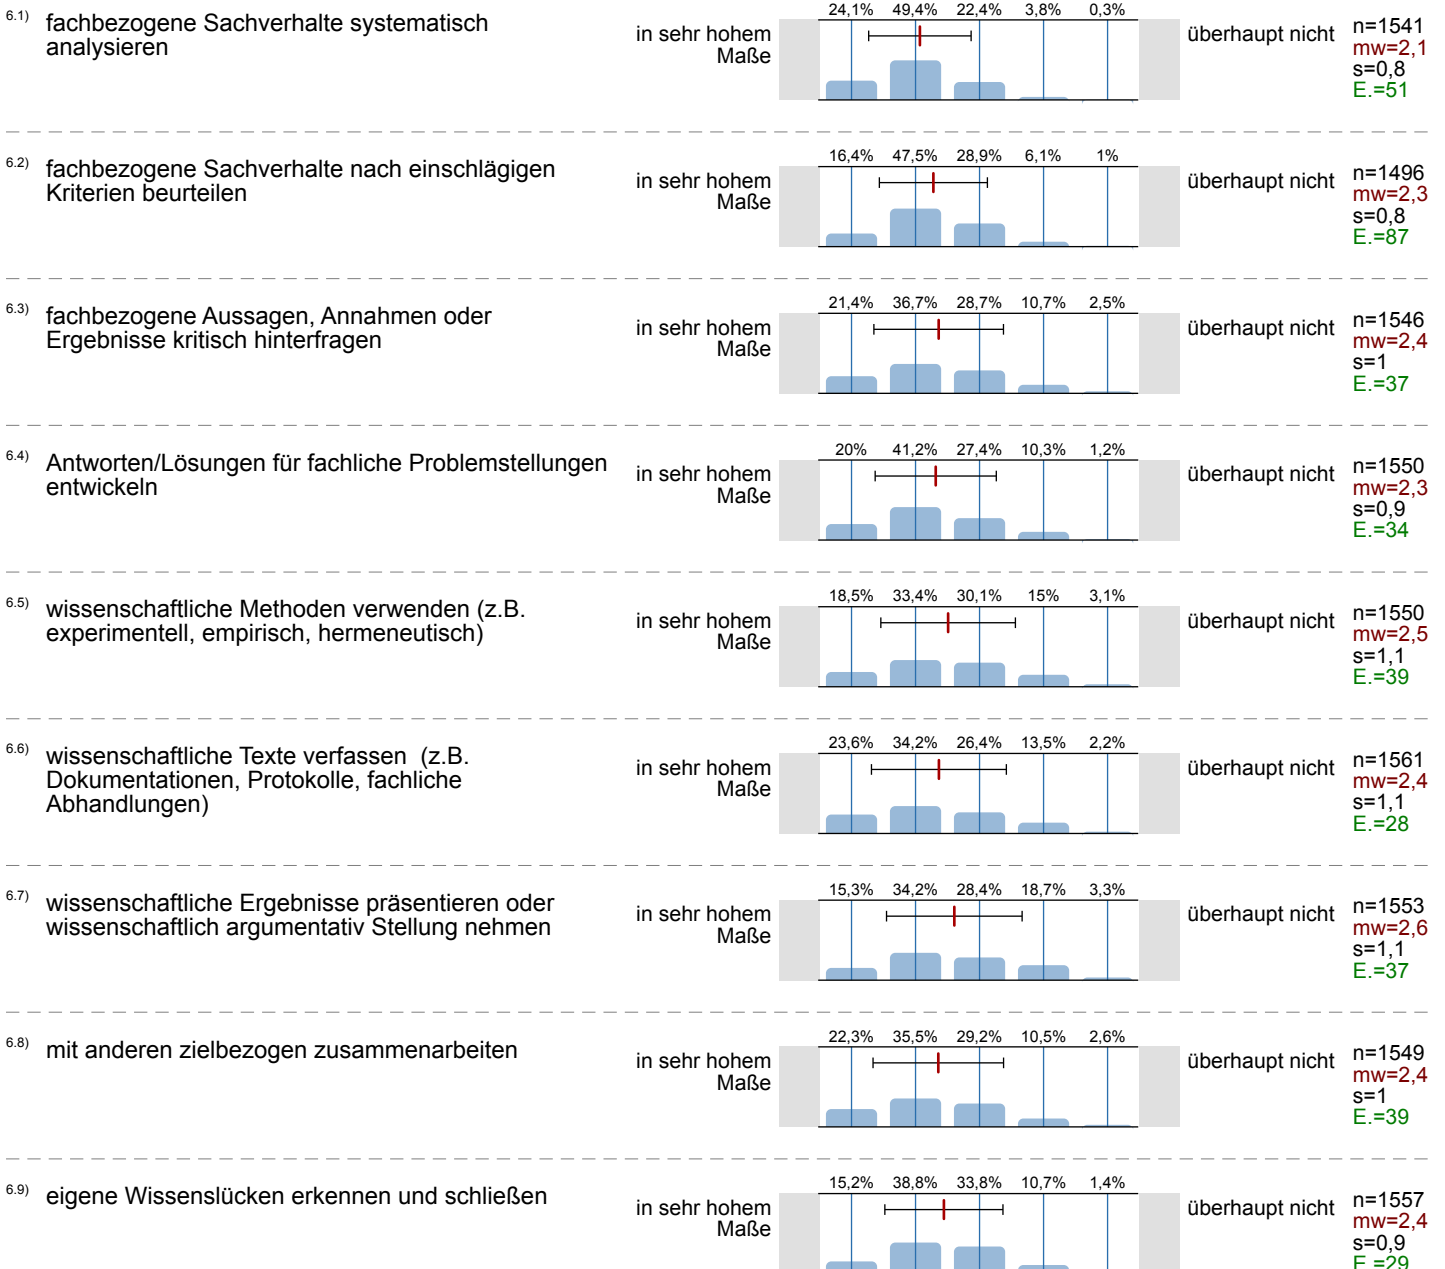 6.1) fachbezogene Sachverhalte systematisch
analysieren
in sehr hohem
Maße
24,1% 49,4% 22,4% 3,8% 0,3%
überhaupt nicht
n=1541
mw=2,1
s=0,8
E.=51
6.2) fachbezogene Sachverhalte nach einschlägigen
Kriterien beurteilen
in sehr hohem
Maße
16,4% 47,5% 28,9% 6,1% 1%
überhaupt nicht
n=1496
mw=2,3
s=0,8
E.=87
6.3) fachbezogene Aussagen, Annahmen oder
Ergebnisse kritisch hinterfragen
in sehr hohem
Maße
21,4% 36,7% 28,7% 10,7% 2,5%
überhaupt nicht
n=1546
mw=2,4
s=1
E.=37
6.4) Antworten/Lösungen für fachliche Problemstellungen
entwickeln
in sehr hohem
Maße
20% 41,2% 27,4% 10,3% 1,2%
überhaupt nicht
n=1550
mw=2,3
s=0,9
E.=34
6.5) wissenschaftliche Methoden verwenden (z.B.
experimentell, empirisch, hermeneutisch)
in sehr hohem
Maße
18,5% 33,4% 30,1% 15% 3,1%
überhaupt nicht
n=1550
mw=2,5
s=1,1
E.=39
6.6) wissenschaftliche Texte verfassen (z.B.
Dokumentationen, Protokolle, fachliche
Abhandlungen)
in sehr hohem
Maße
23,6% 34,2% 26,4% 13,5% 2,2%
überhaupt nicht
n=1561
mw=2,4
s=1,1
E.=28
6.7) wissenschaftliche Ergebnisse präsentieren oder
wissenschaftlich argumentativ Stellung nehmen
in sehr hohem
Maße
15,3% 34,2% 28,4% 18,7% 3,3%
überhaupt nicht
n=1553
mw=2,6
s=1,1
E.=37
6.8) mit anderen zielbezogen zusammenarbeiten
in sehr hohem
Maße
22,3% 35,5% 29,2% 10,5% 2,6%
überhaupt nicht
n=1549
mw=2,4
s=1
E.=39
6.9) eigene Wissenslücken erkennen und schließen
in sehr hohem
Maße
15,2% 38,8% 33,8% 10,7% 1,4%
überhaupt nicht
n=1557
mw=2,4
s=0,9
E.=29